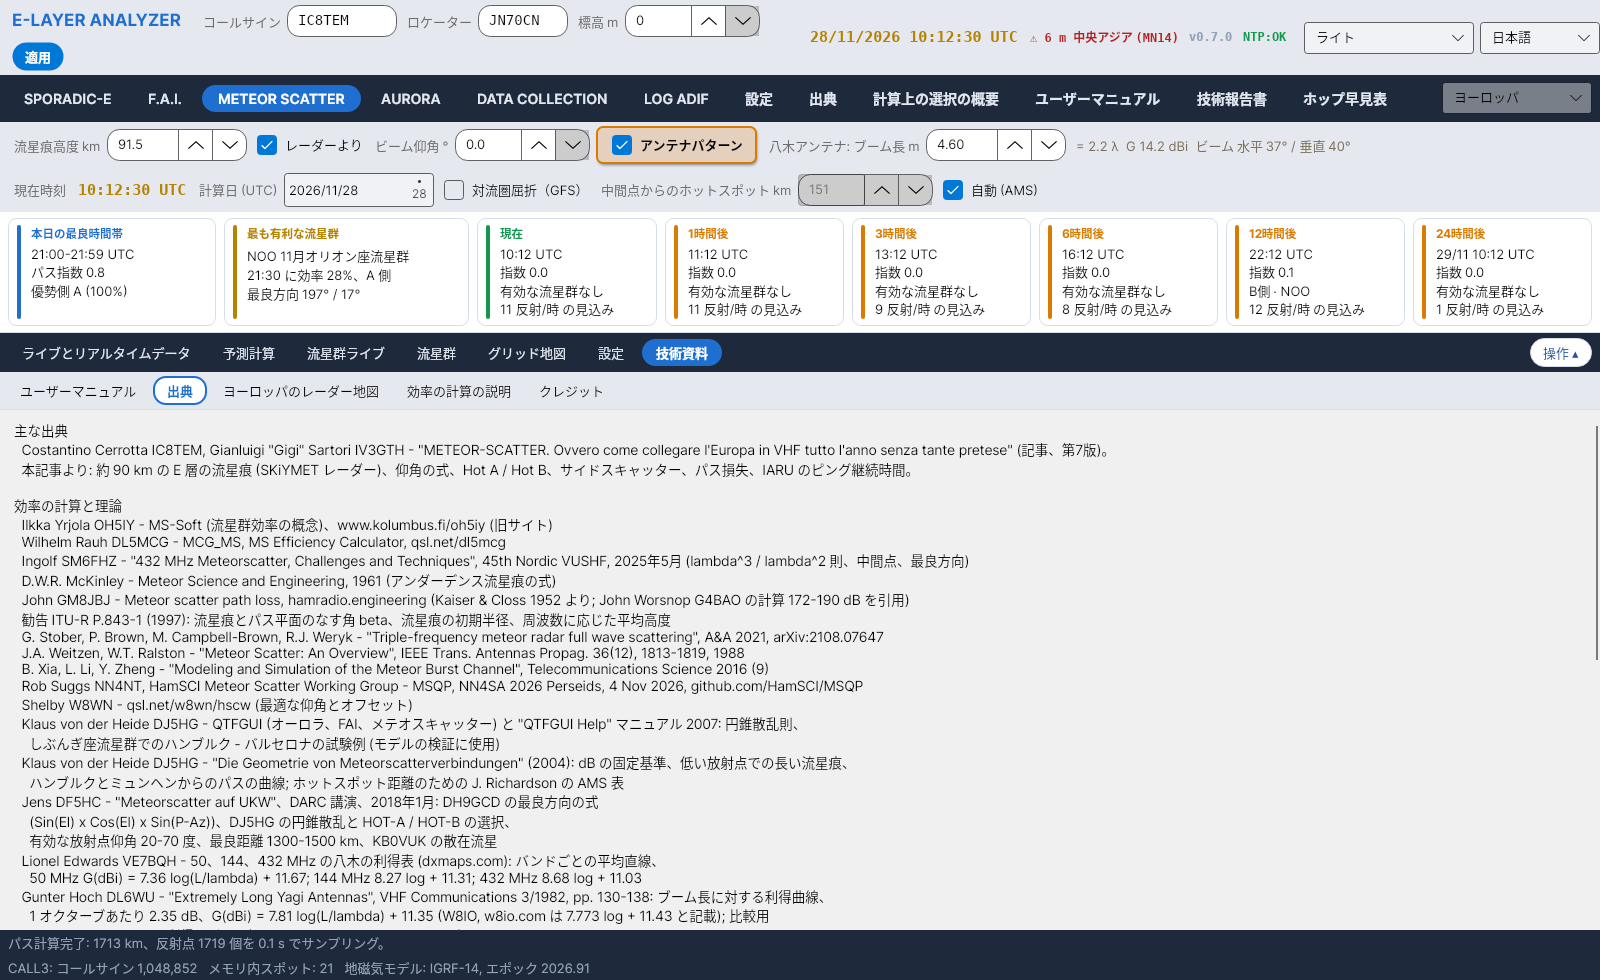 E-LAYER ANALYZER コールサイン IC8TEM ロケーター JN70CN 標高 m 0
28/11/2026 10:12:30 UTC ⚠ 6 m 中央アジア (MN14) v0.7.0 NTP:OK ライト 日本語
適用
SPORADIC-E F.A.I. METEOR SCATTER AURORA DATA COLLECTION LOG ADIF 設定 出典 計算上の選択の概要 ユーザーマニュアル 技術報告書 ホップ早見表 ヨーロッパ
流星痕高度 km 91.5 レーダーより ビーム仰角 ° 0.0 アンテナパターン 八木アンテナ: ブーム長 m 4.60 = 2.2 λ G 14.2 dBi ビーム 水平 37° / 垂直 40°
現在時刻 10:12:30 UTC 計算日 (UTC) 2026/11/28 28 対流圏屈折（GFS） 中間点からのホットスポット km 151 自動 (AMS)
本日の最良時間帯
21:00-21:59 UTC
パス指数 0.8
優勢側 A (100%)
最も有利な流星群
NOO 11月オリオン座流星群
21:30 に効率 28%、A 側
最良方向 197° / 17°
現在
10:12 UTC
指数 0.0
有効な流星群なし
11 反射/時 の見込み
1時間後
11:12 UTC
指数 0.0
有効な流星群なし
11 反射/時 の見込み
3時間後
13:12 UTC
指数 0.0
有効な流星群なし
9 反射/時 の見込み
6時間後
16:12 UTC
指数 0.0
有効な流星群なし
8 反射/時 の見込み
12時間後
22:12 UTC
指数 0.1
B側 · NOO
12 反射/時 の見込み
24時間後
29/11 10:12 UTC
指数 0.0
有効な流星群なし
1 反射/時 の見込み
ライブとリアルタイムデータ 予測計算 流星群ライブ 流星群 グリッド地図 設定 技術資料 操作 ▴
ユーザーマニュアル 出典 ヨーロッパのレーダー地図 効率の計算の説明 クレジット
主な出典
Costantino Cerrotta IC8TEM, Gianluigi "Gigi" Sartori IV3GTH - "METEOR-SCATTER. Ovvero come collegare l'Europa in VHF tutto l'anno senza tante pretese" (記事、第7版)。
本記事より: 約 90 km の E 層の流星痕 (SKiYMET レーダー)、仰角の式、Hot A / Hot B、サイドスキャッター、パス損失、IARU のピング継続時間。
効率の計算と理論
Ilkka Yrjola OH5IY - MS-Soft (流星群効率の概念)、www.kolumbus.fi/oh5iy (旧サイト)
Wilhelm Rauh DL5MCG - MCG_MS, MS Efficiency Calculator, qsl.net/dl5mcg
Ingolf SM6FHZ - "432 MHz Meteorscatter, Challenges and Techniques", 45th Nordic VUSHF, 2025年5月 (lambda^3 / lambda^2 則、中間点、最良方向)
D.W.R. McKinley - Meteor Science and Engineering, 1961 (アンダーデンス流星痕の式)
John GM8JBJ - Meteor scatter path loss, hamradio.engineering (Kaiser & Closs 1952 より; John Worsnop G4BAO の計算 172-190 dB を引用)
勧告 ITU-R P.843-1 (1997): 流星痕とパス平面のなす角 beta、流星痕の初期半径、周波数に応じた平均高度
G. Stober, P. Brown, M. Campbell-Brown, R.J. Weryk - "Triple-frequency meteor radar full wave scattering", A&A 2021, arXiv:2108.07647
J.A. Weitzen, W.T. Ralston - "Meteor Scatter: An Overview", IEEE Trans. Antennas Propag. 36(12), 1813-1819, 1988
B. Xia, L. Li, Y. Zheng - "Modeling and Simulation of the Meteor Burst Channel", Telecommunications Science 2016 (9)
Rob Suggs NN4NT, HamSCI Meteor Scatter Working Group - MSQP, NN4SA 2026 Perseids, 4 Nov 2026, github.com/HamSCI/MSQP
Shelby W8WN - qsl.net/w8wn/hscw (最適な仰角とオフセット)
Klaus von der Heide DJ5HG - QTFGUI (オーロラ、FAI、メテオスキャッター) と "QTFGUI Help" マニュアル 2007: 円錐散乱則、
しぶんぎ座流星群でのハンブルク - バルセロナの試験例 (モデルの検証に使用)
Klaus von der Heide DJ5HG - "Die Geometrie von Meteorscatterverbindungen" (2004): dB の固定基準、低い放射点での長い流星痕、
ハンブルクとミュンヘンからのパスの曲線; ホットスポット距離のための J. Richardson の AMS 表
Jens DF5HC - "Meteorscatter auf UKW"、DARC 講演、2018年1月: DH9GCD の最良方向の式
(Sin(El) x Cos(El) x Sin(P-Az))、DJ5HG の円錐散乱と HOT-A / HOT-B の選択、
有効な放射点仰角 20-70 度、最良距離 1300-1500 km、KB0VUK の散在流星
Lionel Edwards VE7BQH - 50、144、432 MHz の八木の利得表 (dxmaps.com): バンドごとの平均直線、
50 MHz G(dBi) = 7.36 log(L/lambda) + 11.67; 144 MHz 8.27 log + 11.31; 432 MHz 8.68 log + 11.03
Gunter Hoch DL6WU - "Extremely Long Yagi Antennas", VHF Communications 3/1982, pp. 130-138: ブーム長に対する利得曲線、
1 オクターブあたり 2.35 dB、G(dBi) = 7.81 log(L/lambda) + 11.35 (W8IO, w8io.com は 7.773 log + 11.43 と記載); 比較用
パス計算完了: 1713 km、反射点 1719 個を 0.1 s でサンプリング。
CALL3: コールサイン 1,048,852 メモリ内スポット: 21 地磁気モデル: IGRF-14, エポック 2026.91